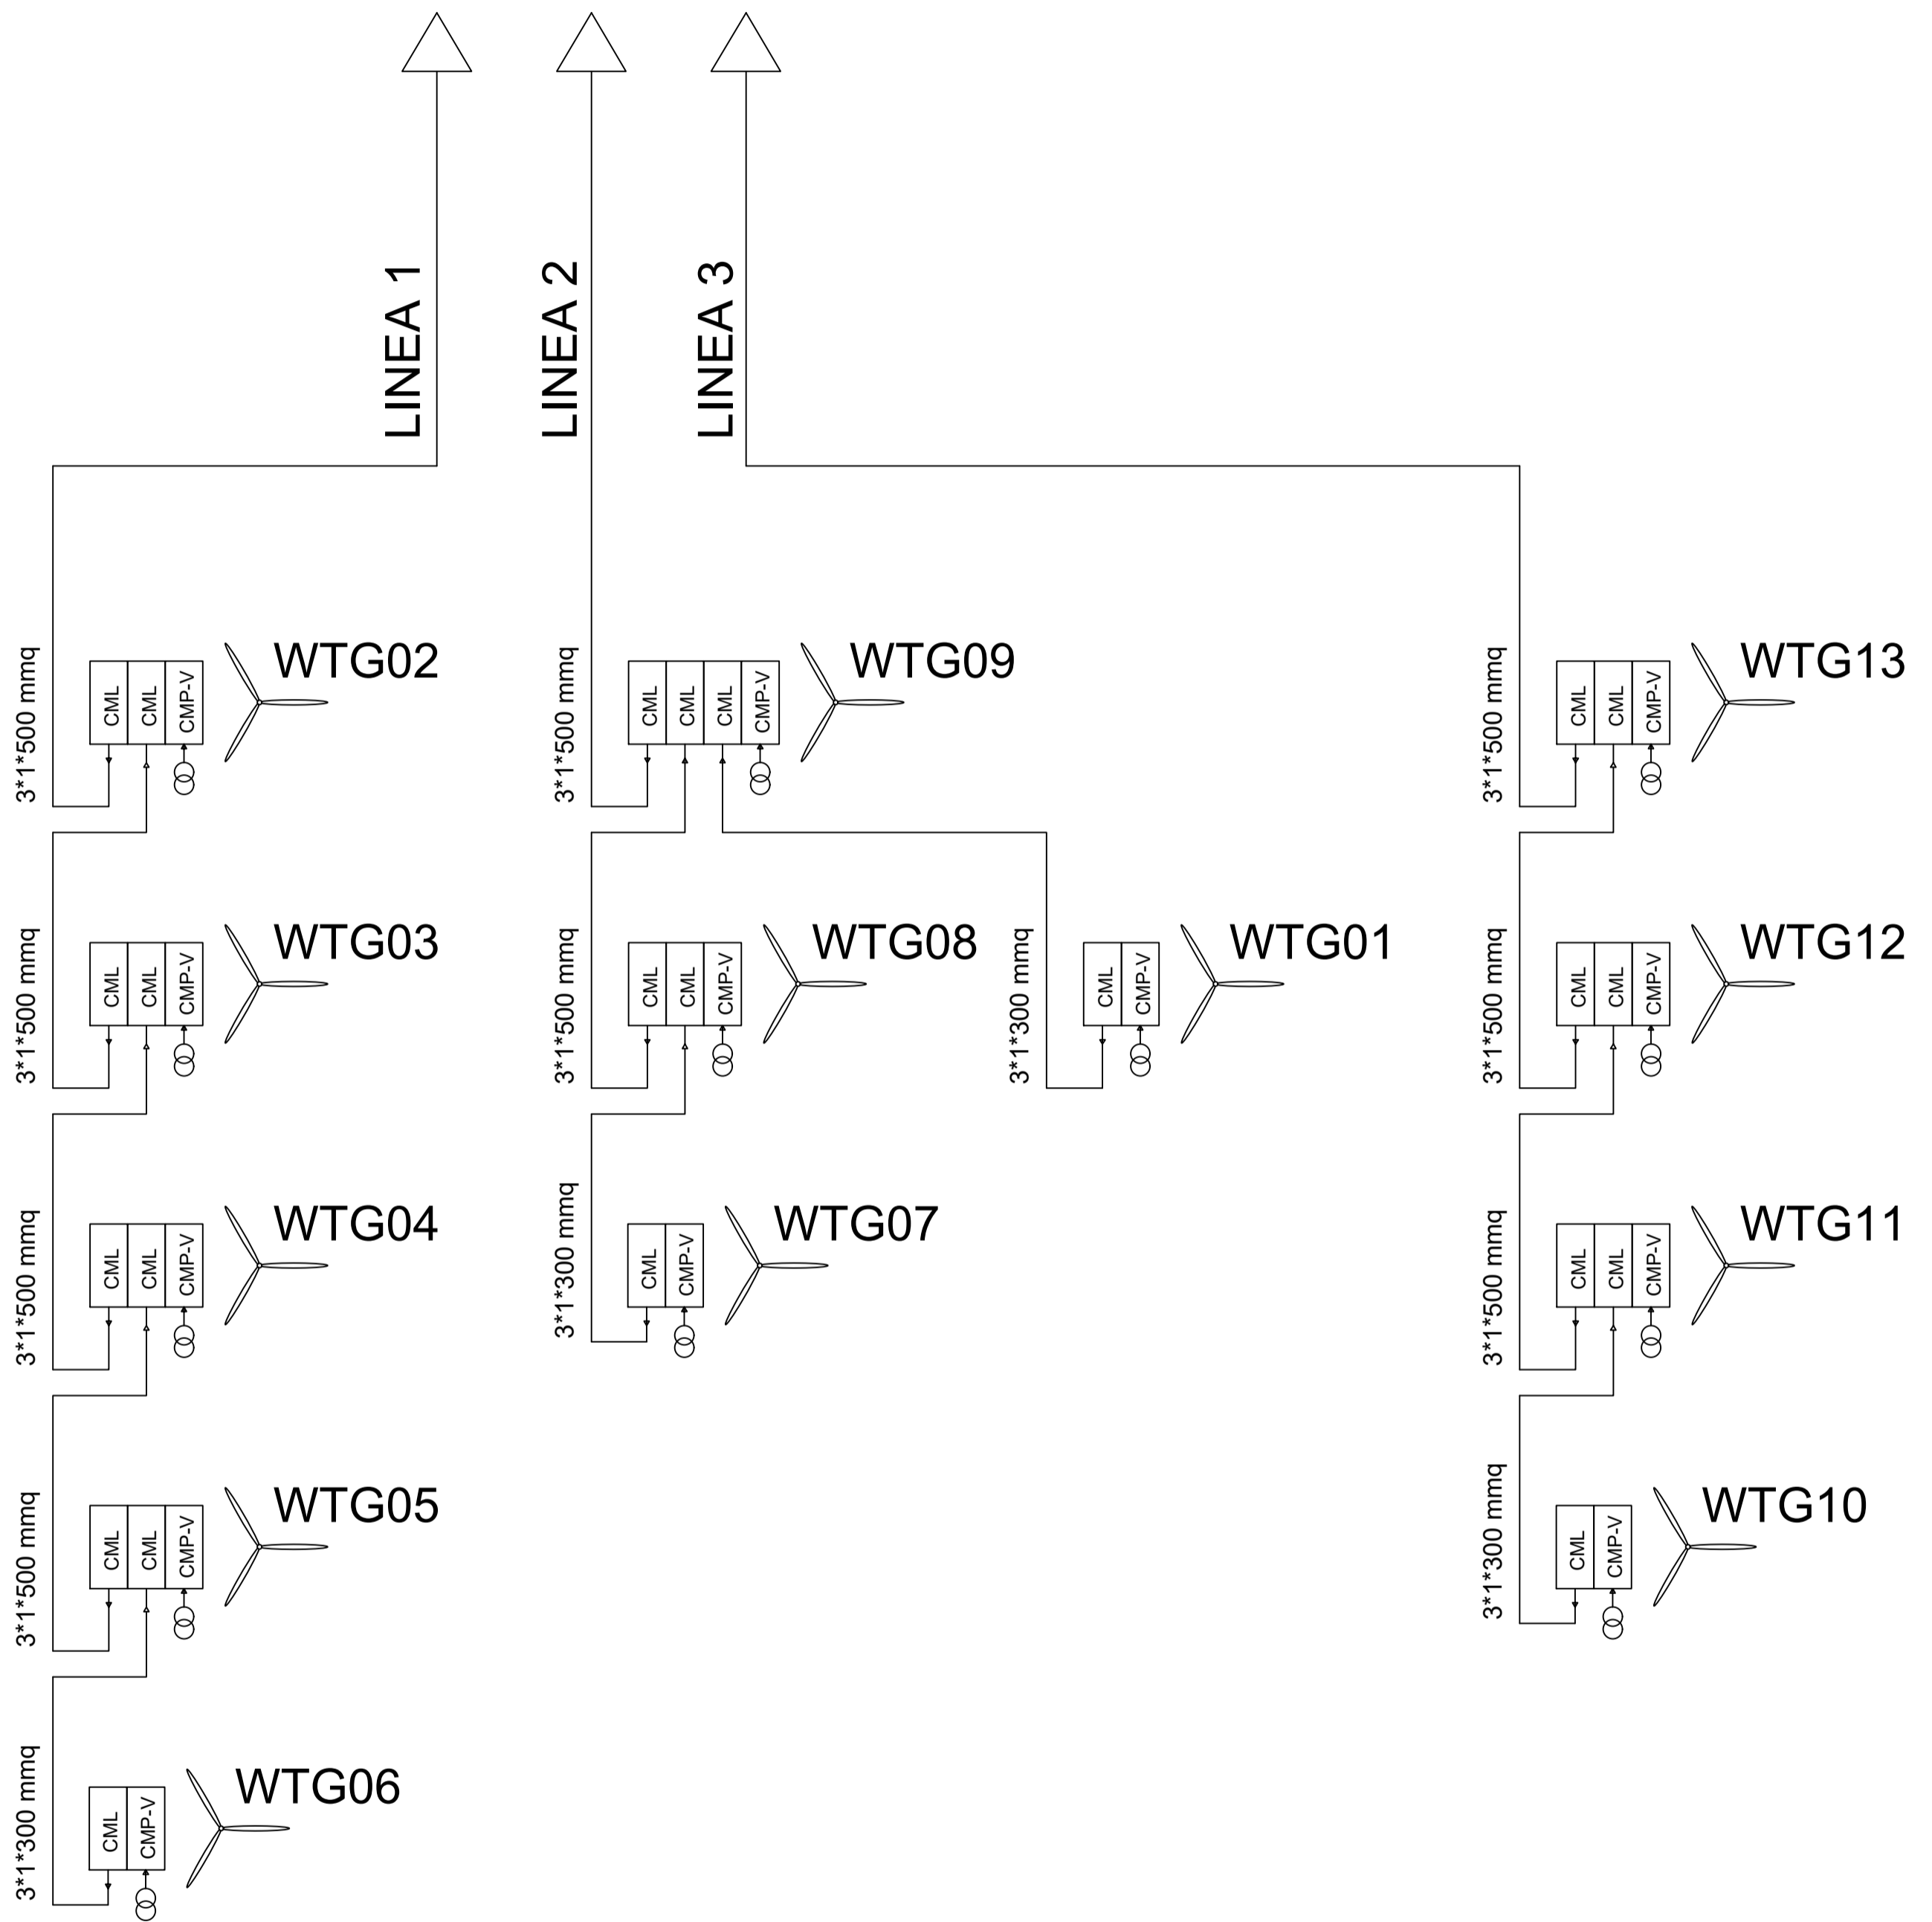 LINEA 1
LINEA 2
LINEA 3
3*1*500 mmq
CML
CML
CMP-V
WTG02
3*1*500 mmq
CML
CML
CML
CMP-V
WTG09
3*1*500 mmq
CML
CML
CMP-V
WTG13
3*1*500 mmq
CML
CML
CMP-V
WTG03
3*1*500 mmq
CML
CML
CMP-V
WTG08
3*1*300 mmq
CML
CMP-V
WTG01
3*1*500 mmq
CML
CML
CMP-V
WTG12
3*1*500 mmq
CML
CML
CMP-V
WTG04
3*1*300 mmq
CML
CMP-V
WTG07
3*1*500 mmq
CML
CML
CMP-V
WTG11
3*1*500 mmq
CML
CML
CMP-V
WTG05
3*1*300 mmq
CML
CMP-V
WTG10
3*1*300 mmq
CML
CMP-V
WTG06